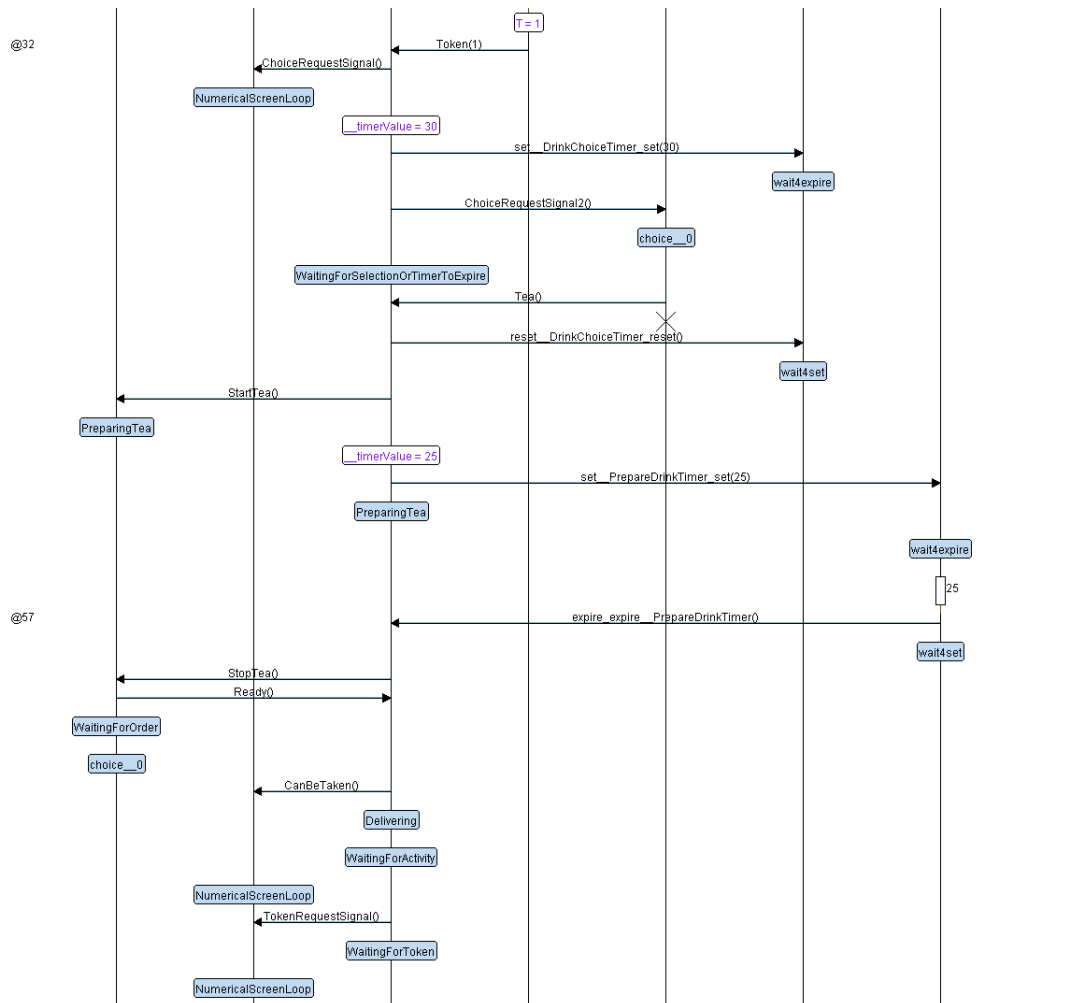 T = 1
@32
Token(1)
ChoiceRequestSignal()
NumericalScreenLoop
__timerValue = 30
set__DrinkChoiceTimer_set(30)
wait4expire
ChoiceRequestSignal2()
choice__0
WaitingForSelectionOrTimerToExpire
Tea()
reset__DrinkChoiceTimer_reset()
wait4set
StartTea()
PreparingTea
__timerValue = 25
set__PrepareDrinkTimer_set(25)
PreparingTea
wait4expire
25
@57
expire_expire__PrepareDrinkTimer()
wait4set
StopTea()
Ready()
WaitingForOrder
choice__0
CanBeTaken()
Delivering
WaitingForActivity
NumericalScreenLoop
TokenRequestSignal()
WaitingForToken
NumericalScreenLoop